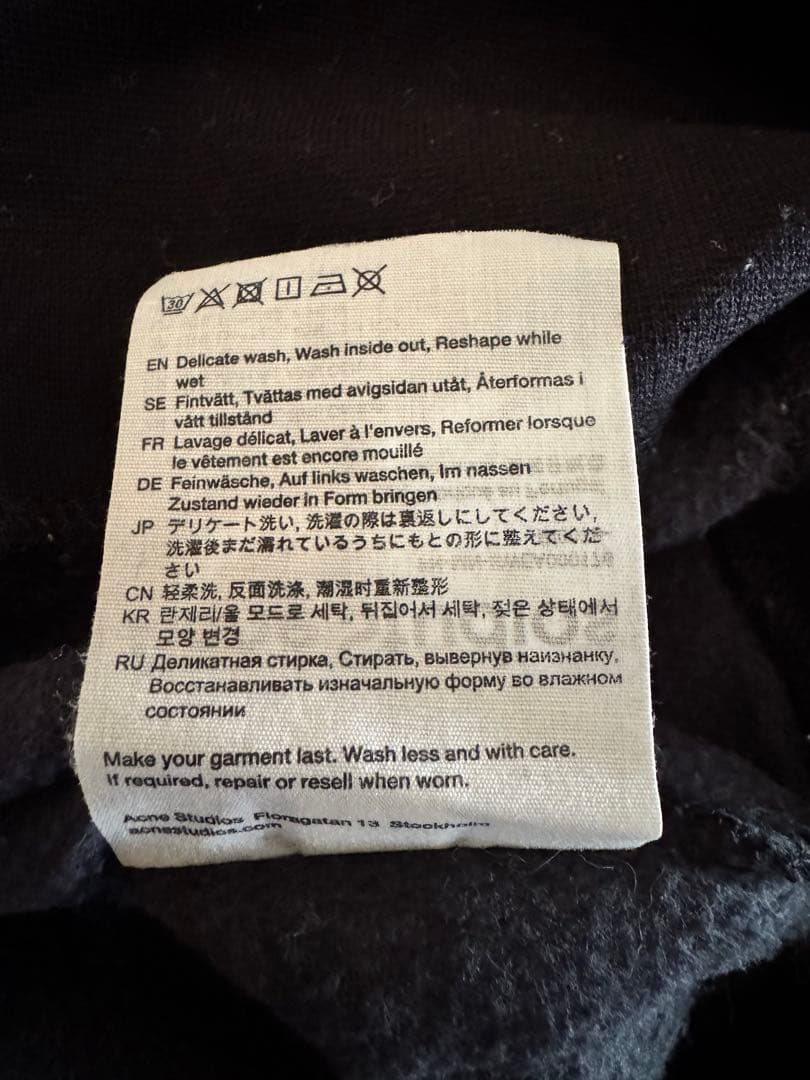 30
EN Delicate wash, Wash inside out, Reshape while
wet
SE Fintvätt, Tvättas med avigsidan utåt, Återformas i
vått tillstånd
FR Lavage délicat, Laver à l'envers, Reformer lorsque
le vêtement est encore mouillé
DE Feinwäsche, Auf links waschen, Im nassen
Zustand wieder in Form bringen
JP デリケート洗い, 洗濯の際は裏返しにしてください,
洗濯後まだ濡れているうちにもとの形に整えてくだ
さい
CN 轻柔洗, 反面洗涤, 潮湿时重新整形
KR 란제리/울 모드로 세탁, 뒤집어서 세탁, 젖은 상태에서
모양 변경
RU Деликатная стирка, Стирать, вывернув наизнанку,
Восстанавливать изначальную форму во влажном
состоянии
Make your garment last. Wash less and with care.
If required, repair or resell when worn.
Acne Studios Floragatan 13 Stockholm
acnestudios.com